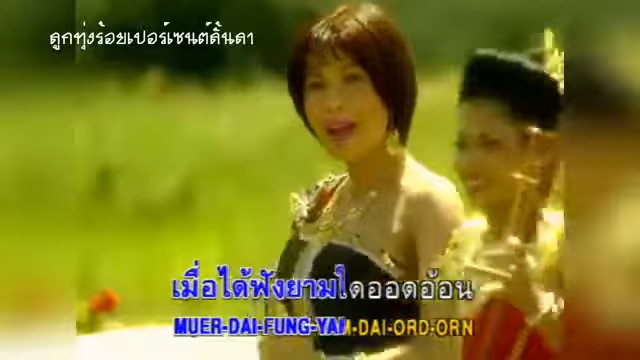 ลูกทุ่งร้อยเปอร์เซนต์ลิ้นดา
เมื่อได้ฟังยามใดออดอ้อน
MUER-DAI-FUNG-YAM-DAI-ORD-ORN